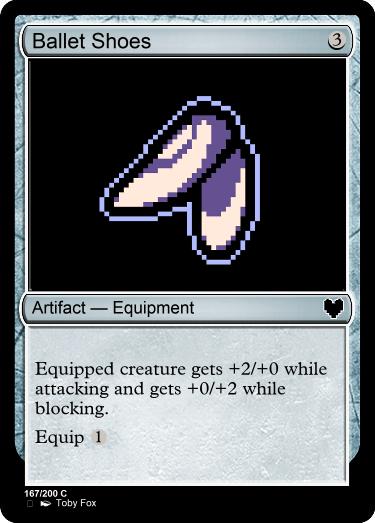 Ballet Shoes 3
Artifact — Equipment
Equipped creature gets +2/+0 while
attacking and gets +0/+2 while
blocking.
Equip 1
167/200 C
Toby Fox